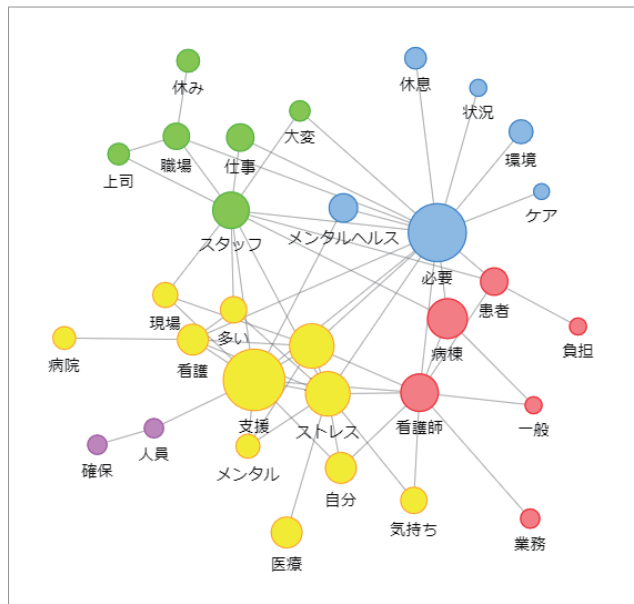 休み
休息
状況
大変
環境
職場
仕事
上司
ケア
スタッフ
メンタルヘルス
必要
患者
現場
負担
多い
病棟
病院
看護
支援
ストレス
看護師
一般
人員
確保
メンタル
自分
気持ち
業務
医療